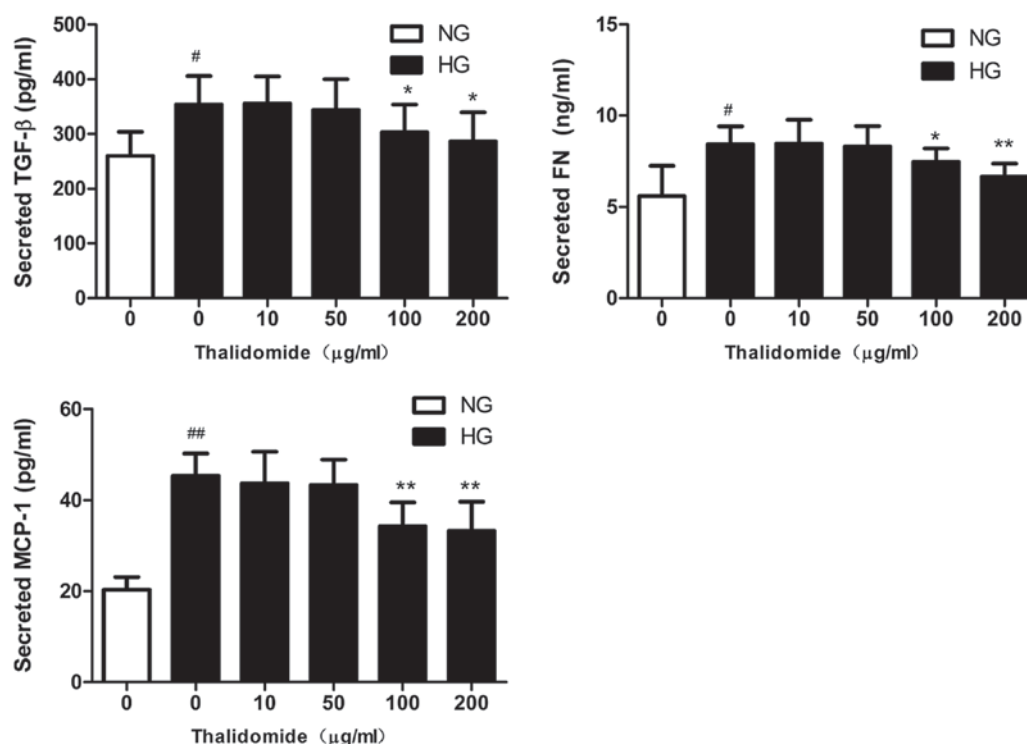 Secreted TGF-β (pg/ml)
500
400
300
200
100
0
NG
HG
#
*
*
0 0 10 50 100 200
Thalidomide（μg/ml）
Secreted FN (ng/ml)
15
10
5
0
NG
HG
#
*
**
0 0 10 50 100 200
Thalidomide（μg/ml）
Secreted MCP-1 (pg/ml)
60
40
20
0
NG
HG
##
**
**
0 0 10 50 100 200
Thalidomide（μg/ml）